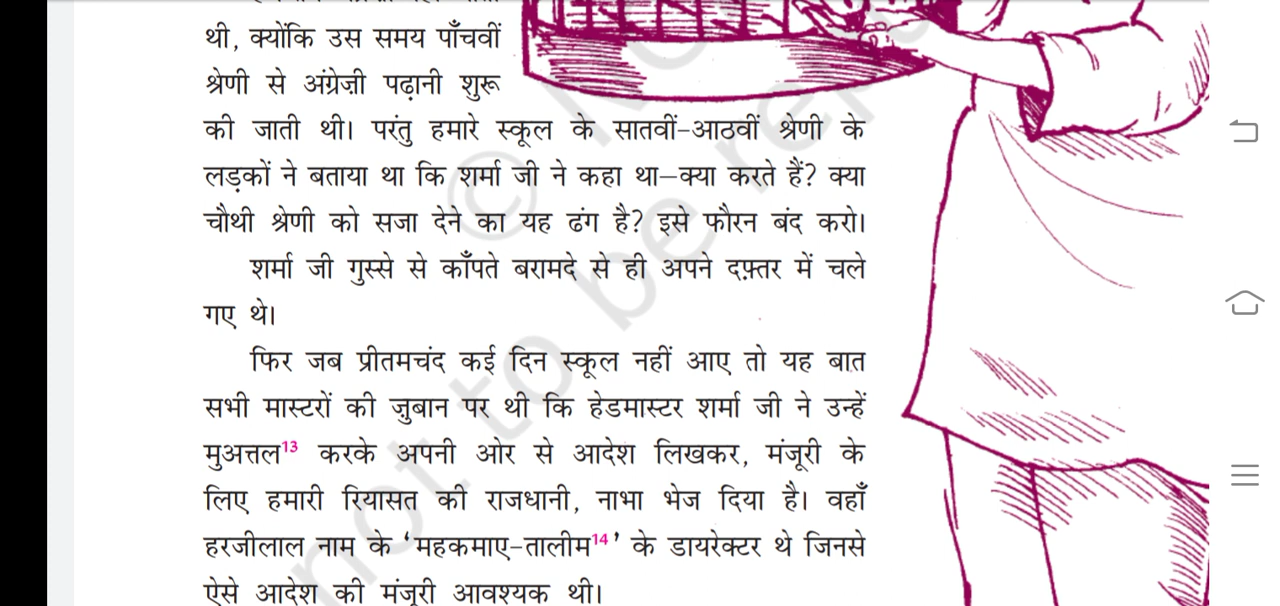 थी, क्योंकि उस समय पाँचवीं
श्रेणी से अंग्रेज़ी पढ़ानी शुरू
की जाती थी। परंतु हमारे स्कूल के सातवीं-आठवीं श्रेणी के
लड़कों ने बताया था कि शर्मा जी ने कहा था—क्या करते हैं? क्या
चौथी श्रेणी को सजा देने का यह ढंग है? इसे फौरन बंद करो।
शर्मा जी गुस्से से काँपते बरामदे से ही अपने दफ़्तर में चले
गए थे।
फिर जब प्रीतमचंद कई दिन स्कूल नहीं आए तो यह बात
सभी मास्टरों की ज़ुबान पर थी कि हेडमास्टर शर्मा जी ने उन्हें
मुअत्तल13 करके अपनी ओर से आदेश लिखकर, मंजूरी के
लिए हमारी रियासत की राजधानी, नाभा भेज दिया है। वहाँ
हरजीलाल नाम के ‘महकमाए-तालीम14’ के डायरेक्टर थे जिनसे
ऐसे आदेश की मंजूरी आवश्यक थी।
not to be